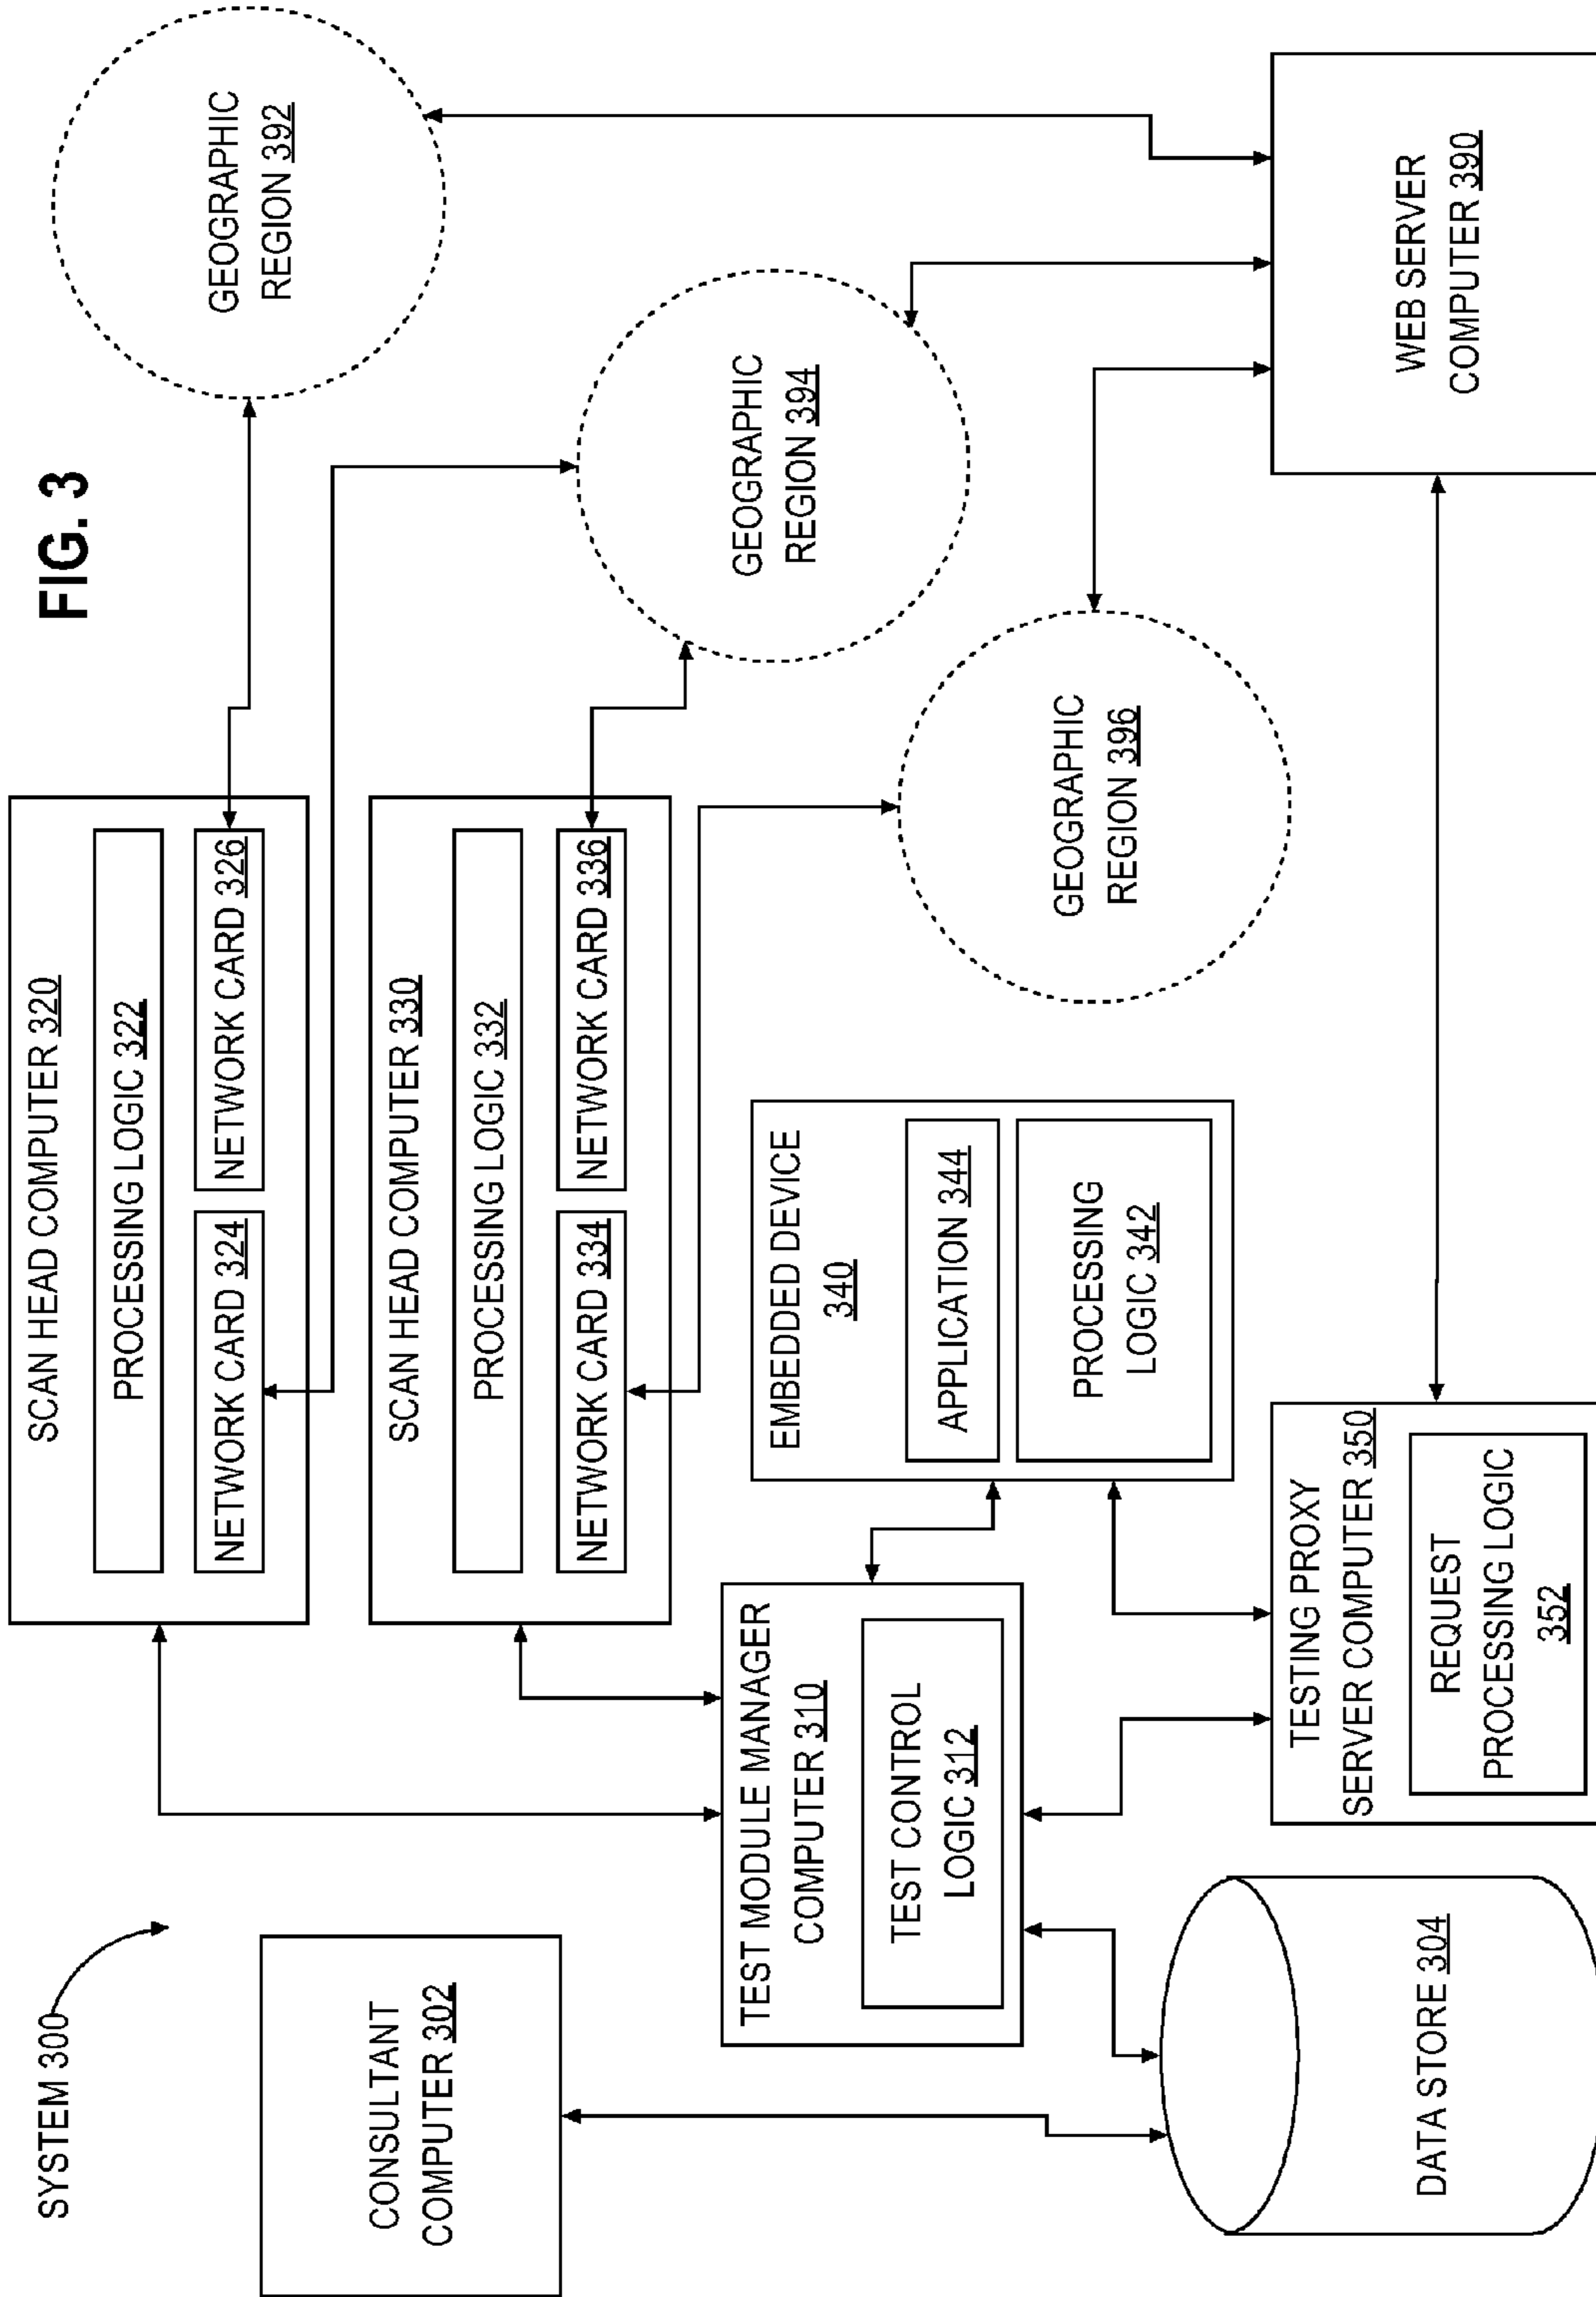 FIG. 3
SYSTEM 300
CONSULTANT
COMPUTER 302
SCAN HEAD COMPUTER 320
PROCESSING LOGIC 322
NETWORK CARD 324
NETWORK CARD 326
SCAN HEAD COMPUTER 330
PROCESSING LOGIC 332
NETWORK CARD 334
NETWORK CARD 336
GEOGRAPHIC
REGION 392
GEOGRAPHIC
REGION 394
GEOGRAPHIC
REGION 396
TEST MODULE MANAGER
COMPUTER 310
TEST CONTROL
LOGIC 312
EMBEDDED DEVICE
340
APPLICATION 344
PROCESSING
LOGIC 342
DATA STORE 304
TESTING PROXY
SERVER COMPUTER 350
REQUEST
PROCESSING LOGIC
352
WEB SERVER
COMPUTER 390